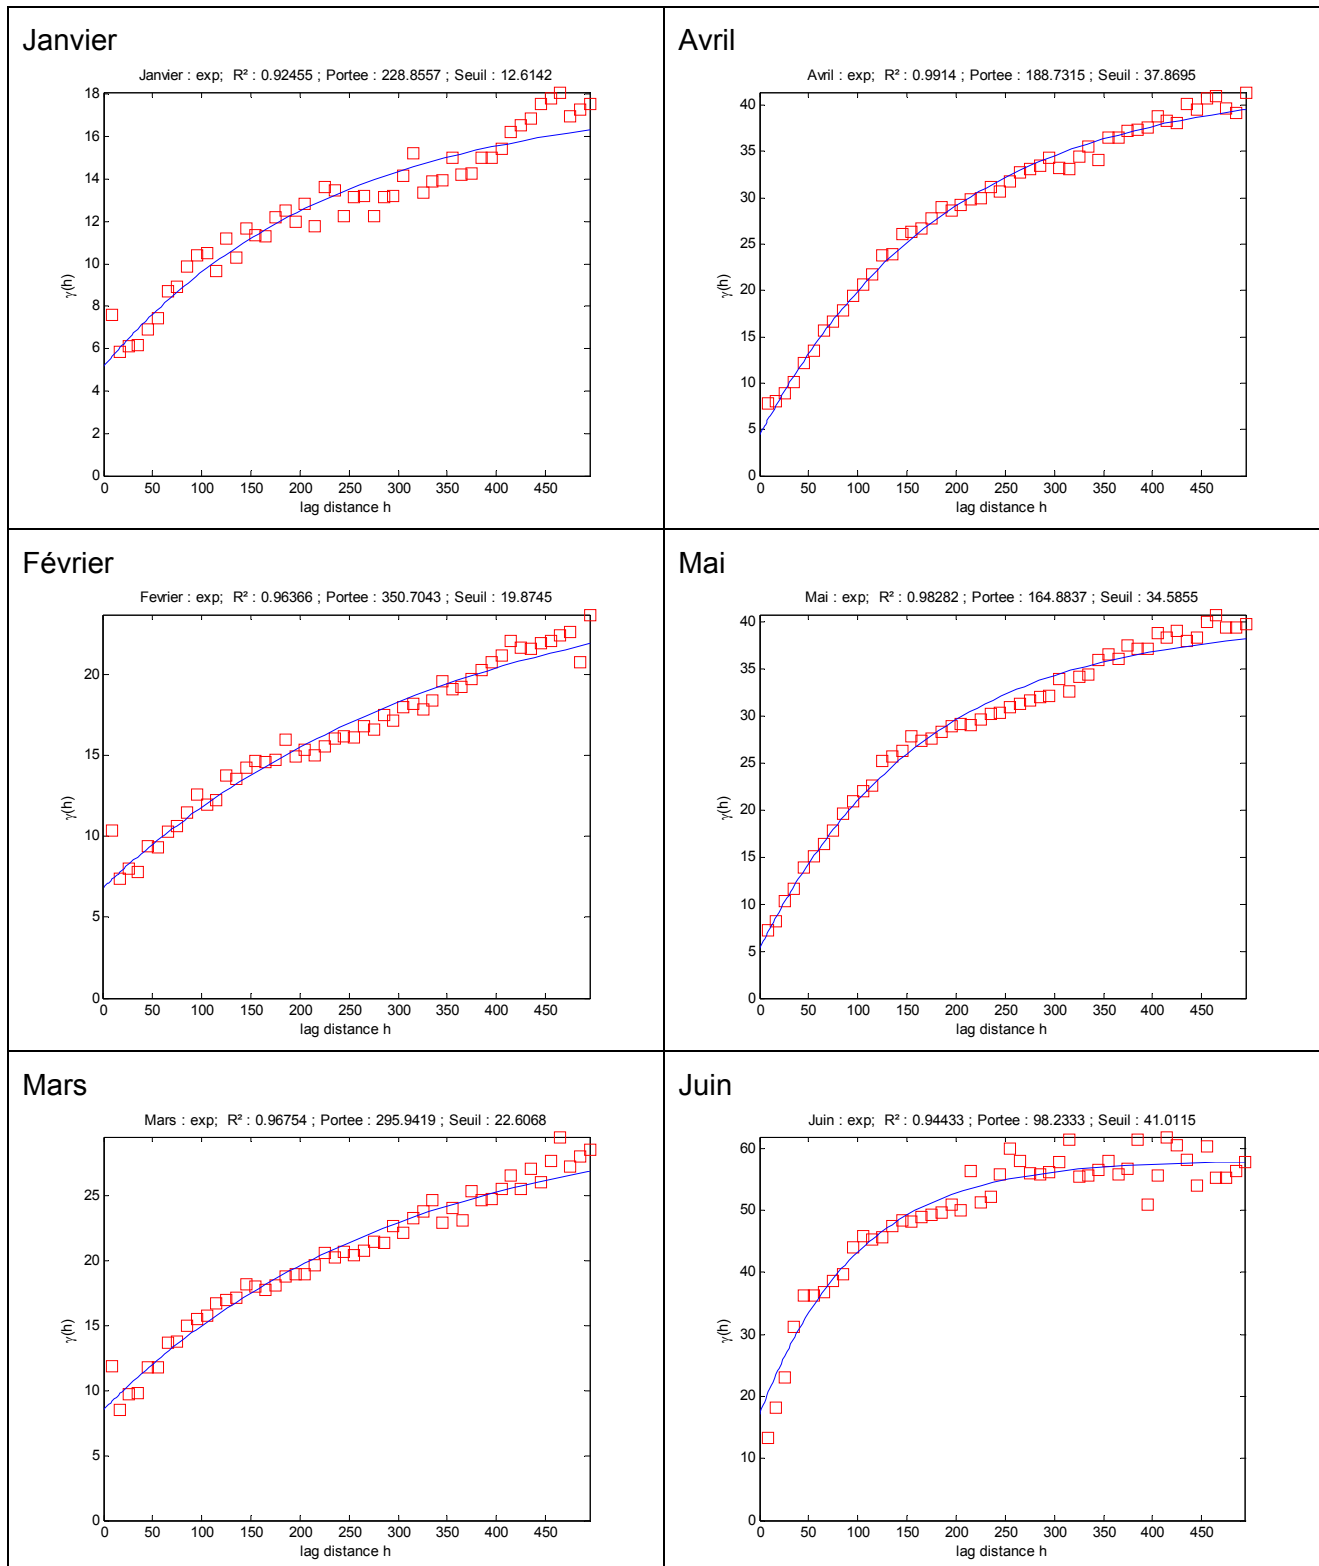 Janvier
Janvier : exp; R² : 0.92455 ; Portee : 228.8557 ; Seuil : 12.6142
18
16
14
12
10
8
6
4
2
0
γ(h)
0 50 100 150 200 250 300 350 400 450
lag distance h
Avril
Avril : exp; R² : 0.9914 ; Portee : 188.7315 ; Seuil : 37.8695
40
35
30
25
20
15
10
5
0
γ(h)
0 50 100 150 200 250 300 350 400 450
lag distance h
Février
Fevrier : exp; R² : 0.96366 ; Portee : 350.7043 ; Seuil : 19.8745
20
15
10
5
0
γ(h)
0 50 100 150 200 250 300 350 400 450
lag distance h
Mai
Mai : exp; R² : 0.98282 ; Portee : 164.8837 ; Seuil : 34.5855
40
35
30
25
20
15
10
5
0
γ(h)
0 50 100 150 200 250 300 350 400 450
lag distance h
Mars
Mars : exp; R² : 0.96754 ; Portee : 295.9419 ; Seuil : 22.6068
25
20
15
10
5
0
γ(h)
0 50 100 150 200 250 300 350 400 450
lag distance h
Juin
Juin : exp; R² : 0.94433 ; Portee : 98.2333 ; Seuil : 41.0115
60
50
40
30
20
10
0
γ(h)
0 50 100 150 200 250 300 350 400 450
lag distance h